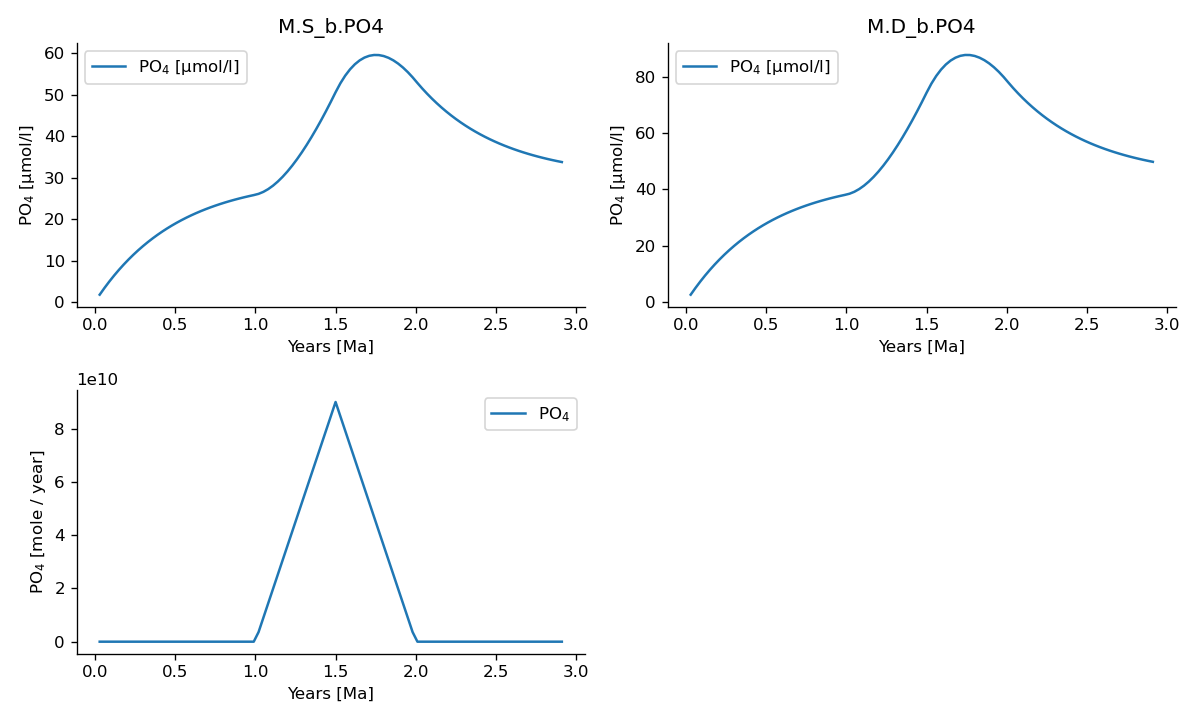 M.S_b.PO4
PO₄ [μmol/l]
60
50
40
30
20
10
0
PO₄ [μmol/l]
0.0 0.5 1.0 1.5 2.0 2.5 3.0
Years [Ma]
M.D_b.PO4
PO₄ [μmol/l]
80
60
40
20
0
PO₄ [μmol/l]
0.0 0.5 1.0 1.5 2.0 2.5 3.0
Years [Ma]
1e10
PO₄
8
6
4
2
0
PO₄ [mole / year]
0.0 0.5 1.0 1.5 2.0 2.5 3.0
Years [Ma]